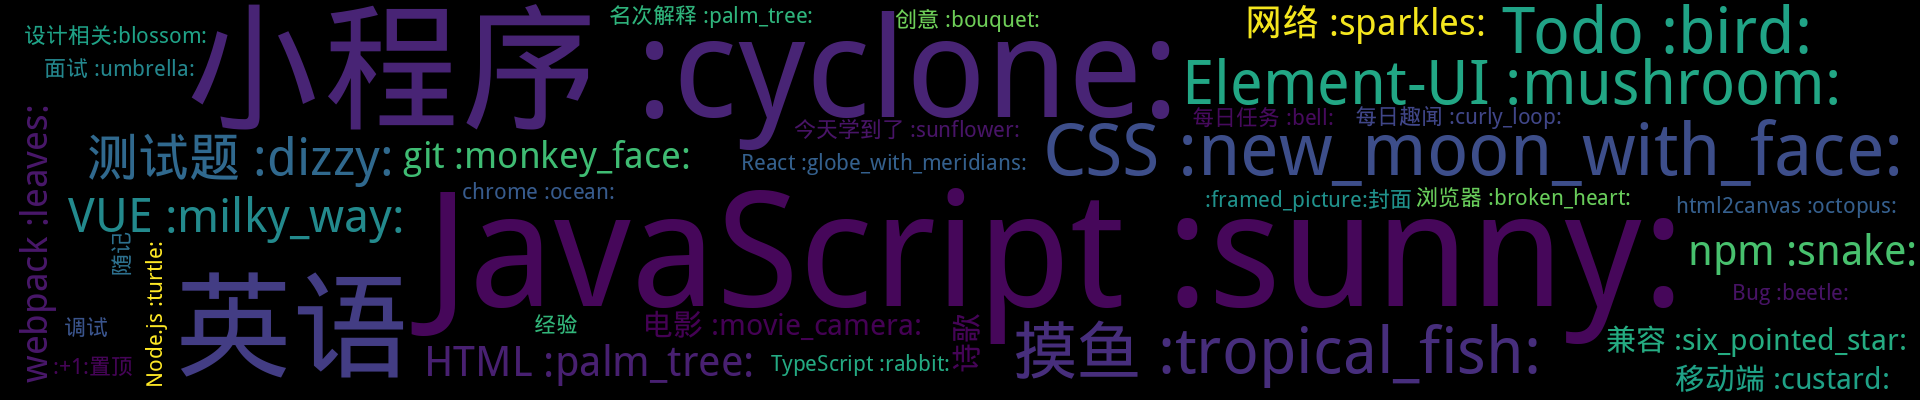 设计相关:blossom:
面试 :umbrella:
小程序 :cyclone:
名次解释 :palm_tree:
创意 :bouquet:
网络 :sparkles:
Todo :bird:
Element-UI :mushroom:
每日任务 :bell:
每日趣闻 :curly_loop:
今天学到了 :sunflower:
React :globe_with_meridians:
CSS :new_moon_with_face:
测试题 :dizzy:
git :monkey_face:
chrome :ocean:
VUE :milky_way:
webpack :leaves:
随记
Node.js :turtle:
JavaScript :sunny:
:framed_picture:封面
浏览器 :broken_heart:
html2canvas :octopus:
npm :snake:
Bug :beetle:
英语
调试
:+1:置顶
经验
电影 :movie_camera:
诗歌
HTML :palm_tree:
TypeScript :rabbit:
摸鱼 :tropical_fish:
兼容 :six_pointed_star:
移动端 :custard: